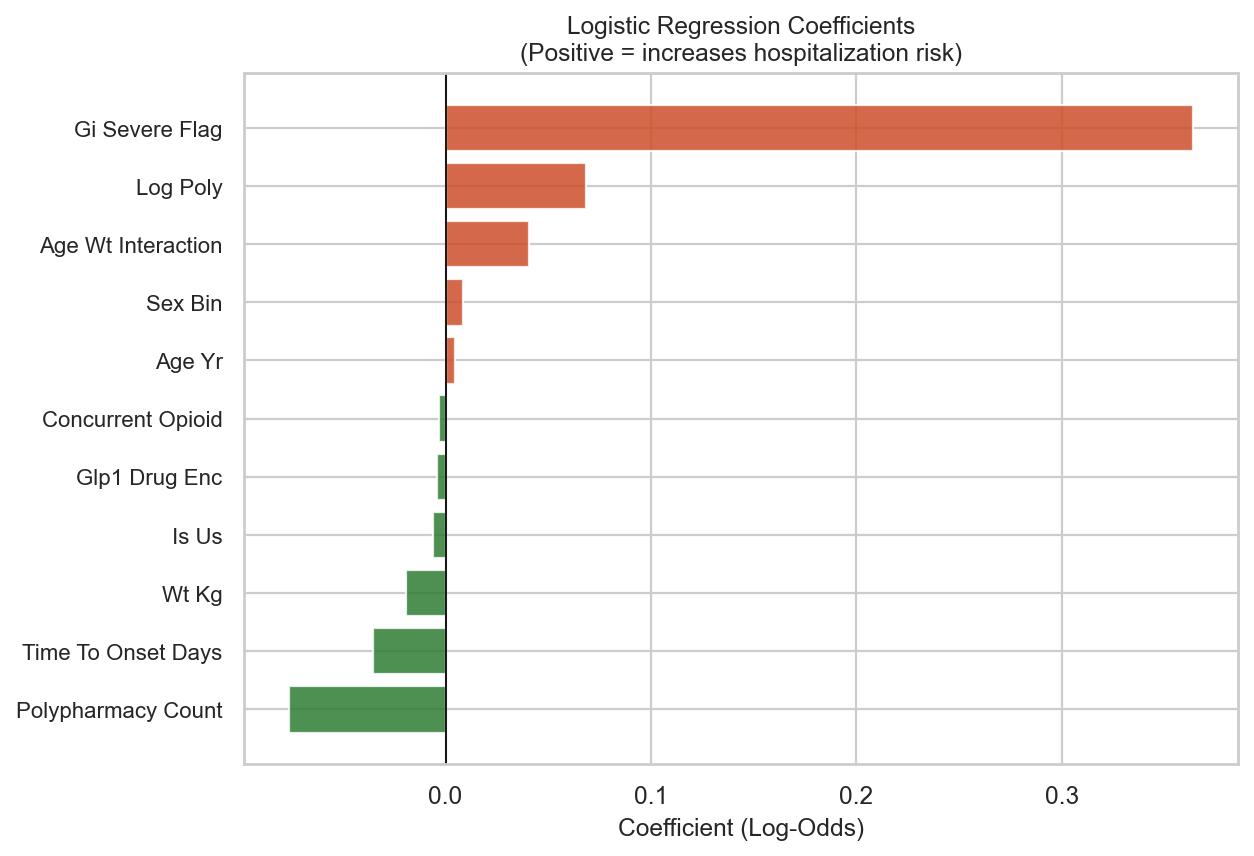 Logistic Regression Coefficients
(Positive = increases hospitalization risk)
Gi Severe Flag
Log Poly
Age Wt Interaction
Sex Bin
Age Yr
Concurrent Opioid
Glp1 Drug Enc
Is Us
Wt Kg
Time To Onset Days
Polypharmacy Count
0.0 0.1 0.2 0.3
Coefficient (Log-Odds)